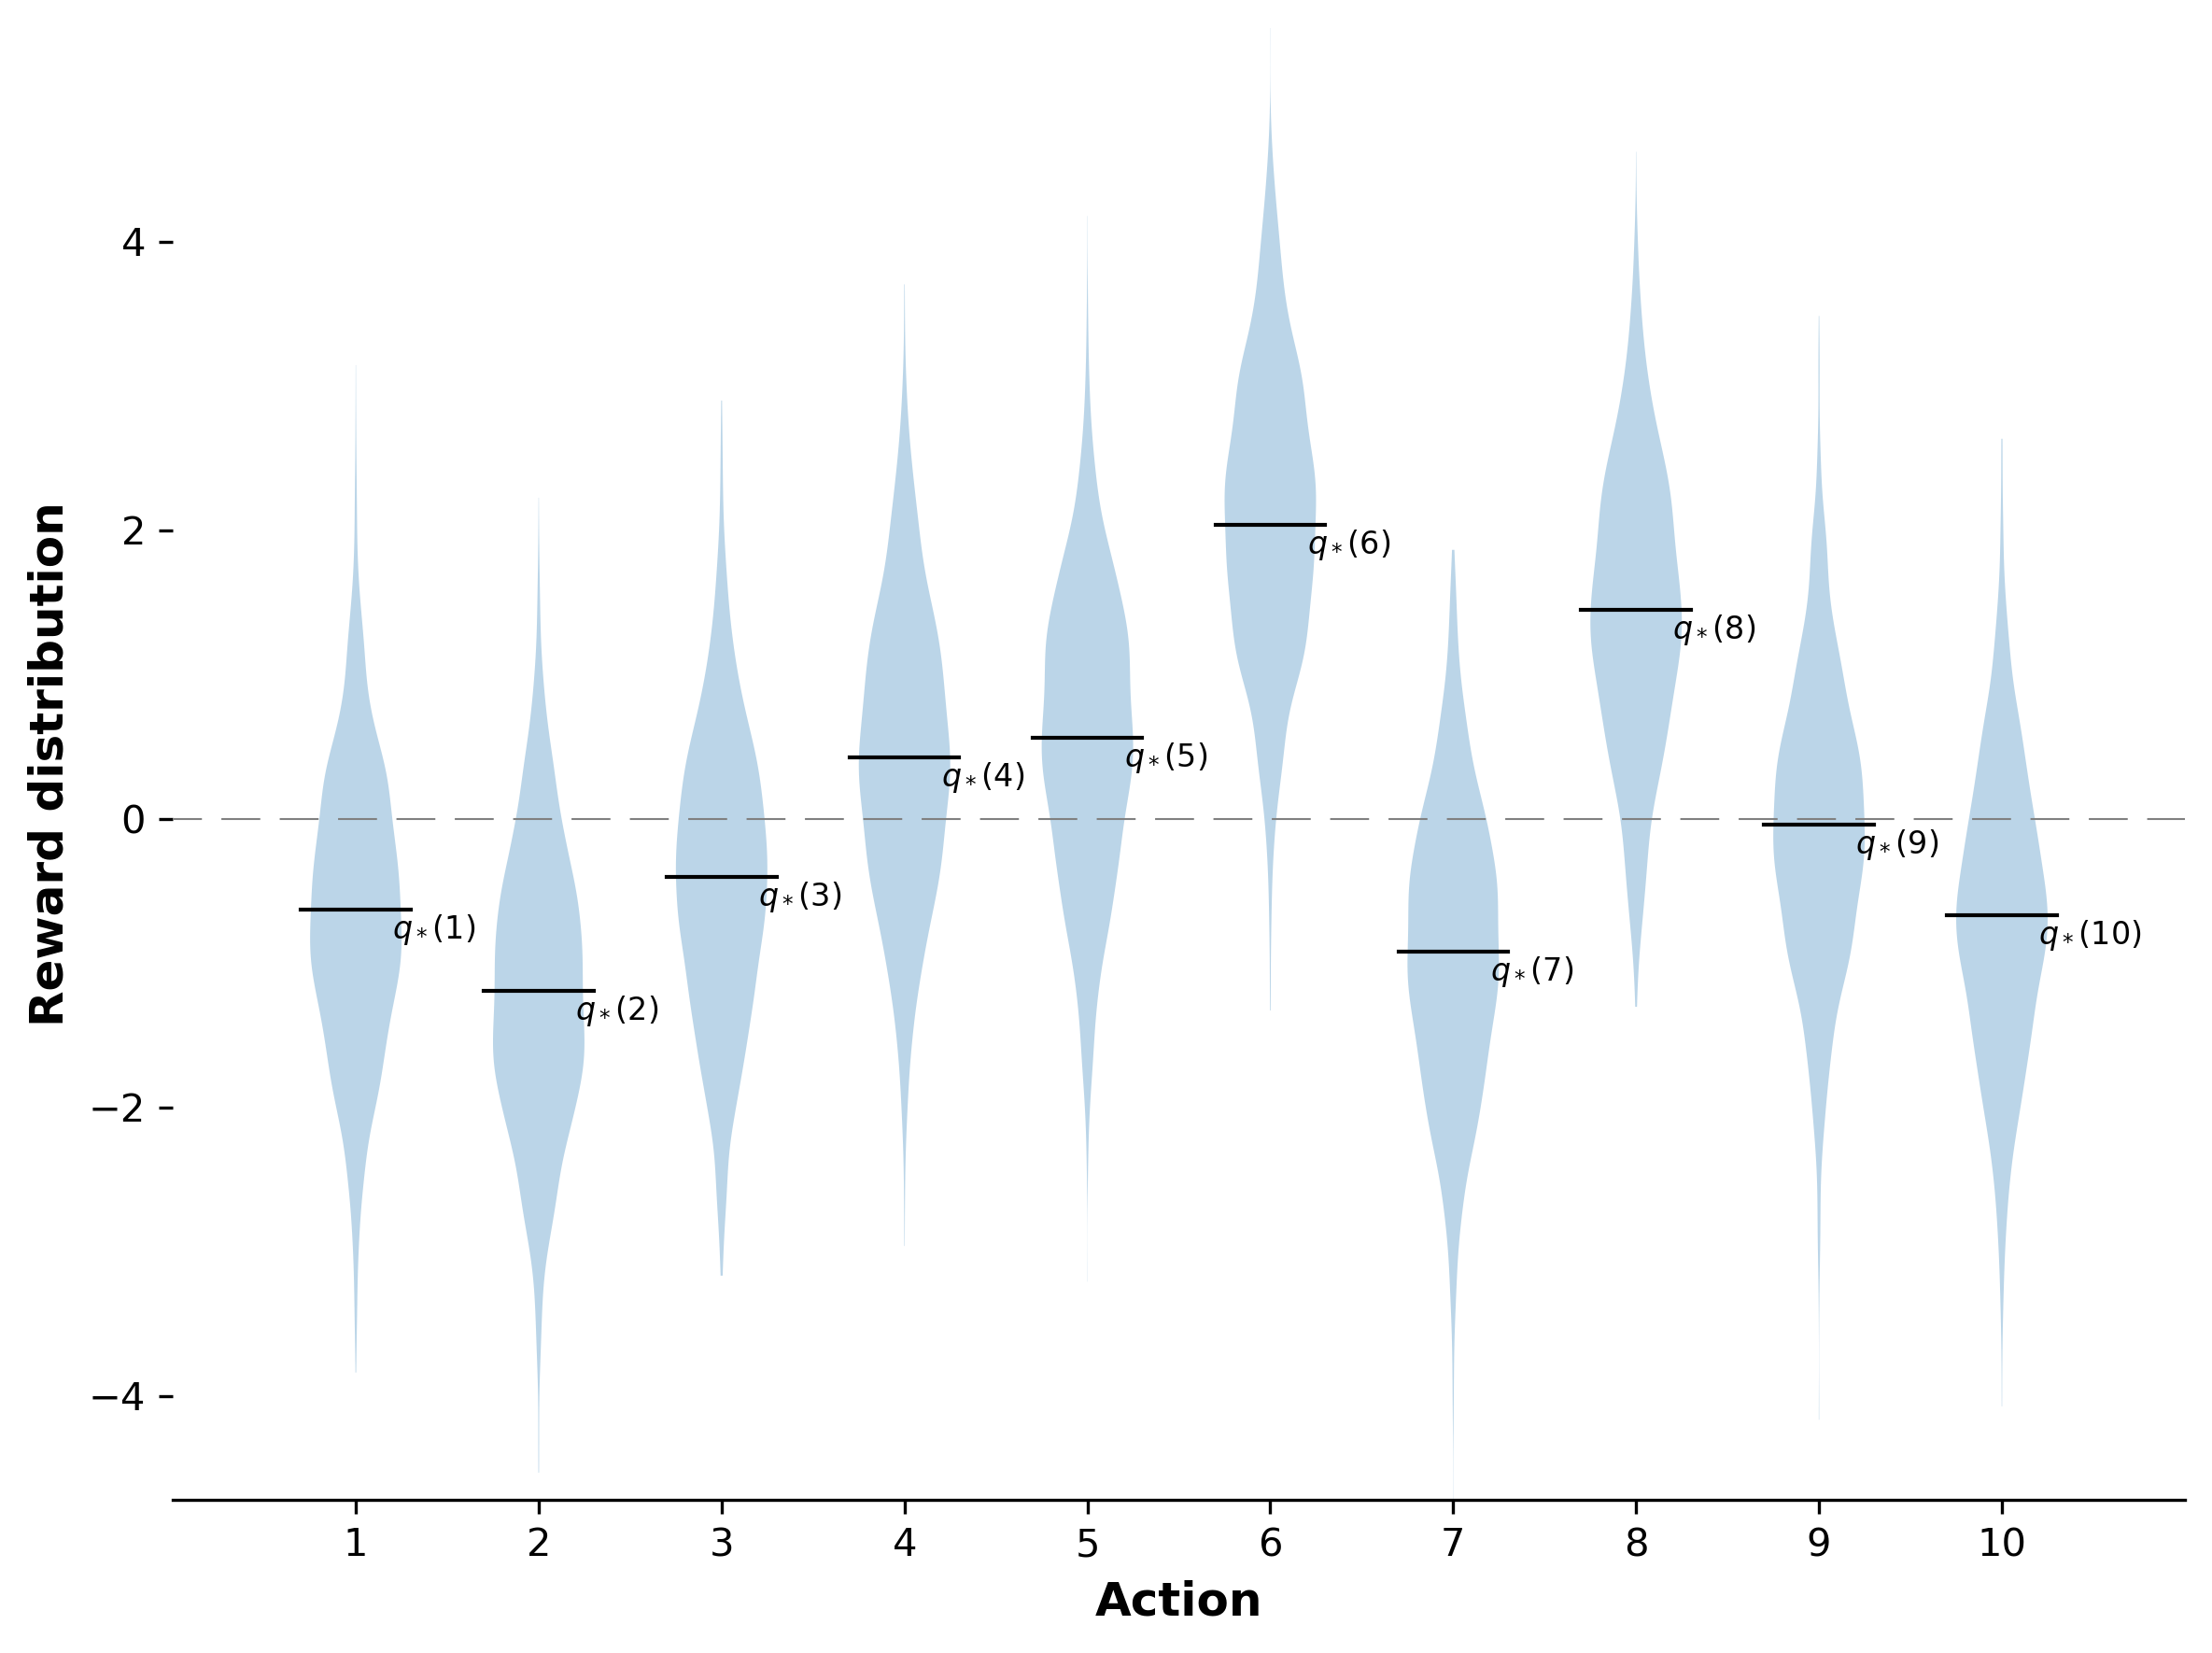 Reward distribution
4
2
0
−2
−4
q*(1)
q*(2)
q*(3)
q*(4)
q*(5)
q*(6)
q*(7)
q*(8)
q*(9)
q*(10)
1 2 3 4 5 6 7 8 9 10
Action